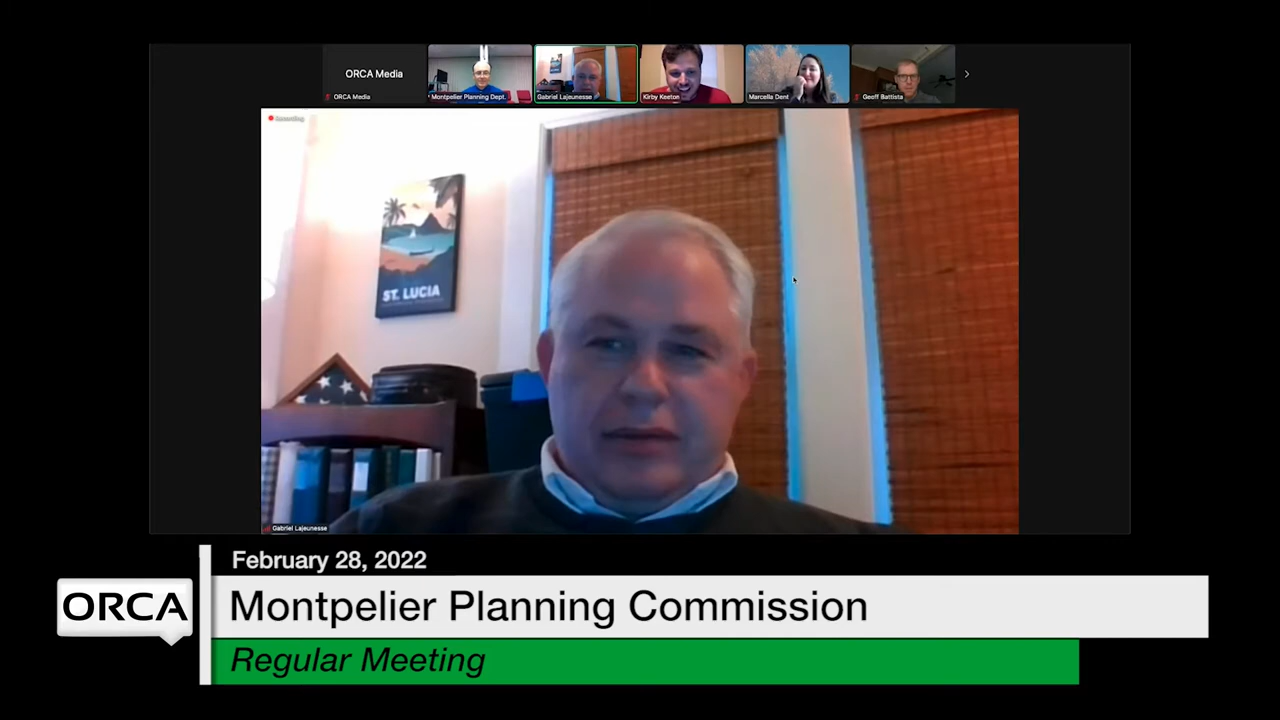 ORCA Media
ORCA Media
Montpelier Planning Dept.
Gabriel Lajeunesse
Kirby Keeton
Marcella Dent
Geoff Battista
Recording
ST. LUCIA
Gabriel Lajeunesse
February 28, 2022
ORCA
Montpelier Planning Commission
Regular Meeting